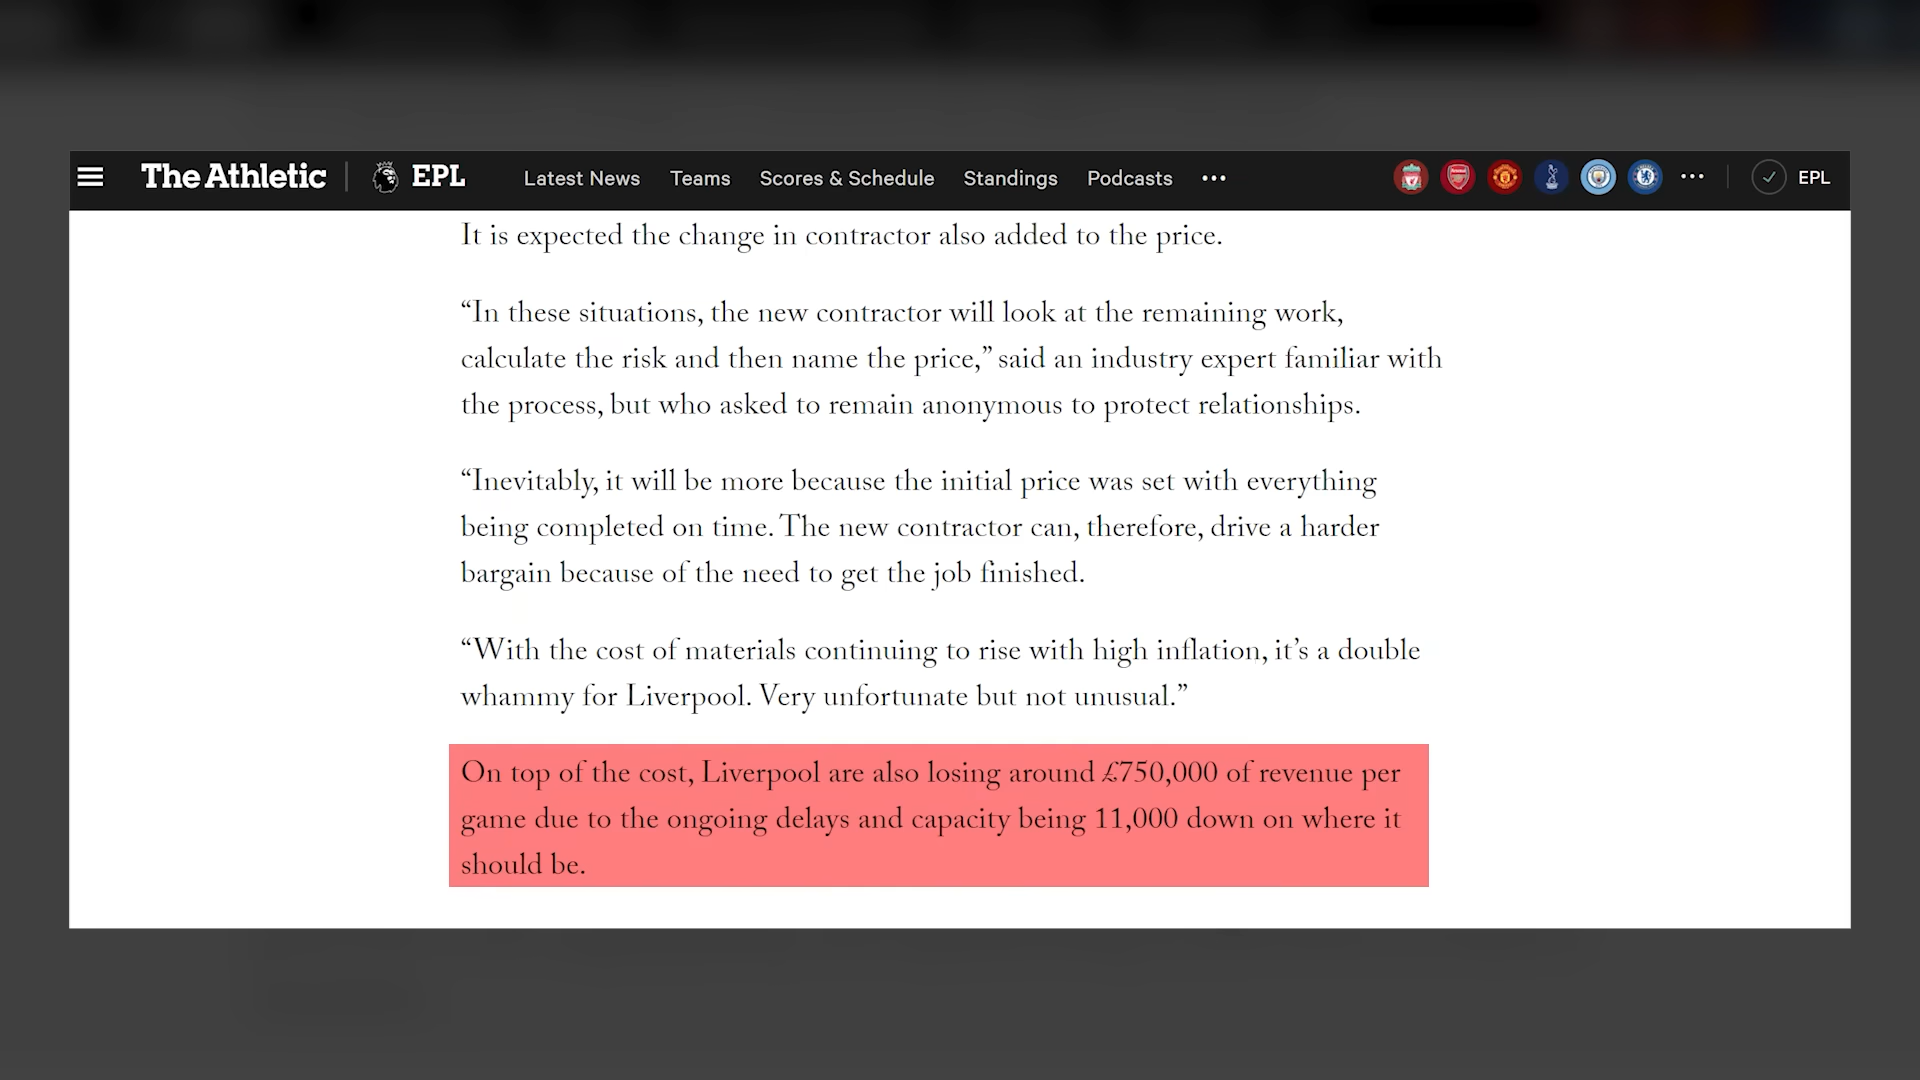 The Athletic EPL Latest News Teams Scores & Schedule Standings Podcasts ••• ••• EPL
It is expected the change in contractor also added to the price.
“In these situations, the new contractor will look at the remaining work,
calculate the risk and then name the price,” said an industry expert familiar with
the process, but who asked to remain anonymous to protect relationships.
“Inevitably, it will be more because the initial price was set with everything
being completed on time. The new contractor can, therefore, drive a harder
bargain because of the need to get the job finished.
“With the cost of materials continuing to rise with high inflation, it’s a double
whammy for Liverpool. Very unfortunate but not unusual.”
On top of the cost, Liverpool are also losing around £750,000 of revenue per
game due to the ongoing delays and capacity being 11,000 down on where it
should be.